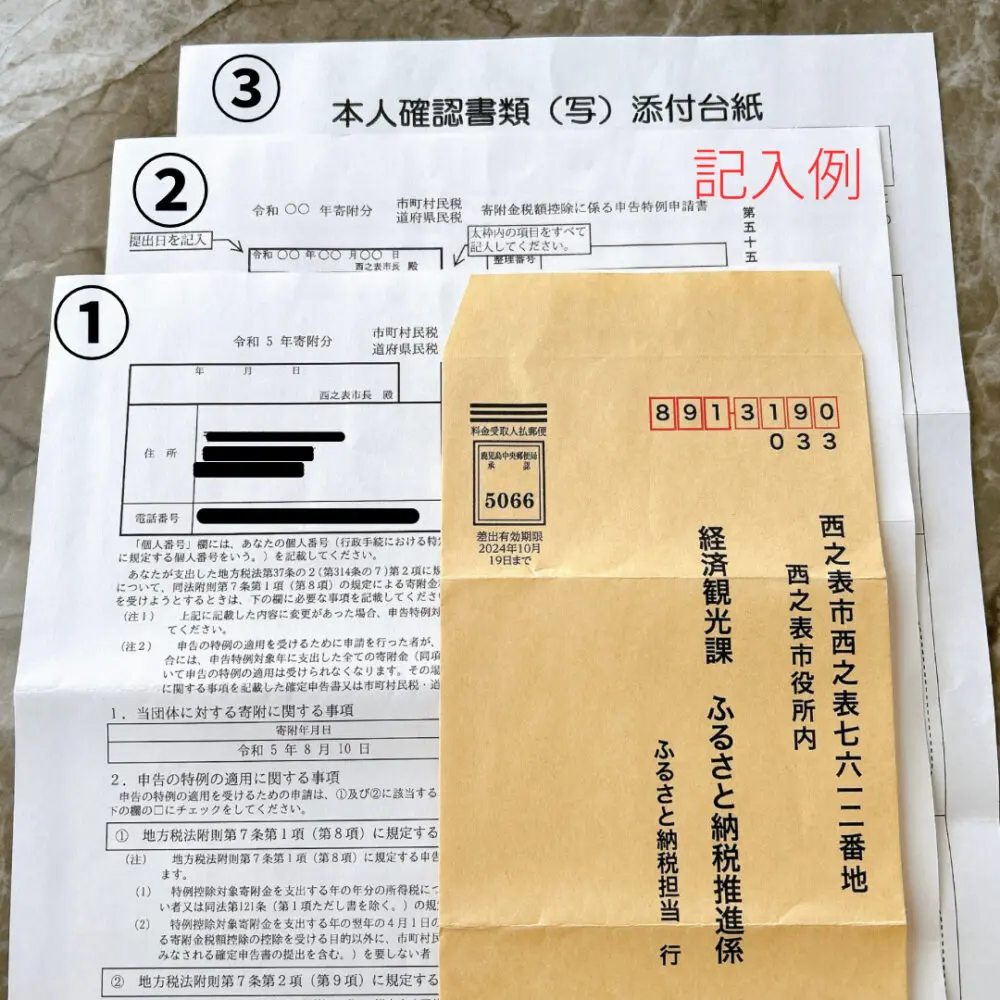 ③
本人確認書類（写）添付台紙
②
記入例
令和 〇〇 年寄附分
市町村民税
道府県民税
寄附金税額控除に係る申告特例申請書
第五十五
提出日を記入
太枠内の項目をすべて
記入してください。
令和 〇〇 年 〇〇 月 〇〇 日
西之表市長 殿
整理番号
①
令和 5 年寄附分
市町村民税
道府県民税
年 月 日
西之表市長 殿
住所
電話番号
「個人番号」欄には、あなたの個人番号（行政手続における特定
に規定する個人番号をいう。）を記載してください。
あなたが支出した地方税法第37条の2（第314条の7）第2項に規
について、同法附則第7条第1項（第8項）の規定による寄附金
を受けようとするときは、下の欄に必要な事項を記載してください
（注1） 上記に記載した内容に変更があった場合、申告特例対
てください。
（注2） 申告の特例の適用を受けるために申請を行った者が、
合には、申告特例対象年に支出した全ての寄附金（同項
いて申告の特例の適用は受けられなくなります。その場
に関する事項を記載した確定申告書又は市町村民税・道
1．当団体に対する寄附に関する事項
寄附年月日
令和 5 年 8 月 10 日
2．申告の特例の適用に関する事項
申告の特例の適用を受けるための申請は、①及び②に該当する
下の欄の□にチェックをしてください。
① 地方税法附則第7条第1項（第8項）に規定する
（注） 地方税法附則第7条第1項（第8項）に規定する申告
ます。
（1） 特例控除対象寄附金を支出する年の年分の所得税につ
い者又は同法第121条（第1項ただし書を除く。）の規
（2） 特例控除対象寄附金を支出する年の翌年の4月1日の
る寄附金税額控除の控除を受ける目的以外に、市町村民
みなされる確定申告書の提出を含む。）を要しない者
② 地方税法附則第7条第2項（第9項）に規定する
料金受取人払郵便
鹿児島中央郵便局
承認
5066
差出有効期限
2024年10月
19日まで
891-3190
033
西之表市西之表七六一二番地
西之表市役所内
経済観光課 ふるさと納税推進係
ふるさと納税担当 行